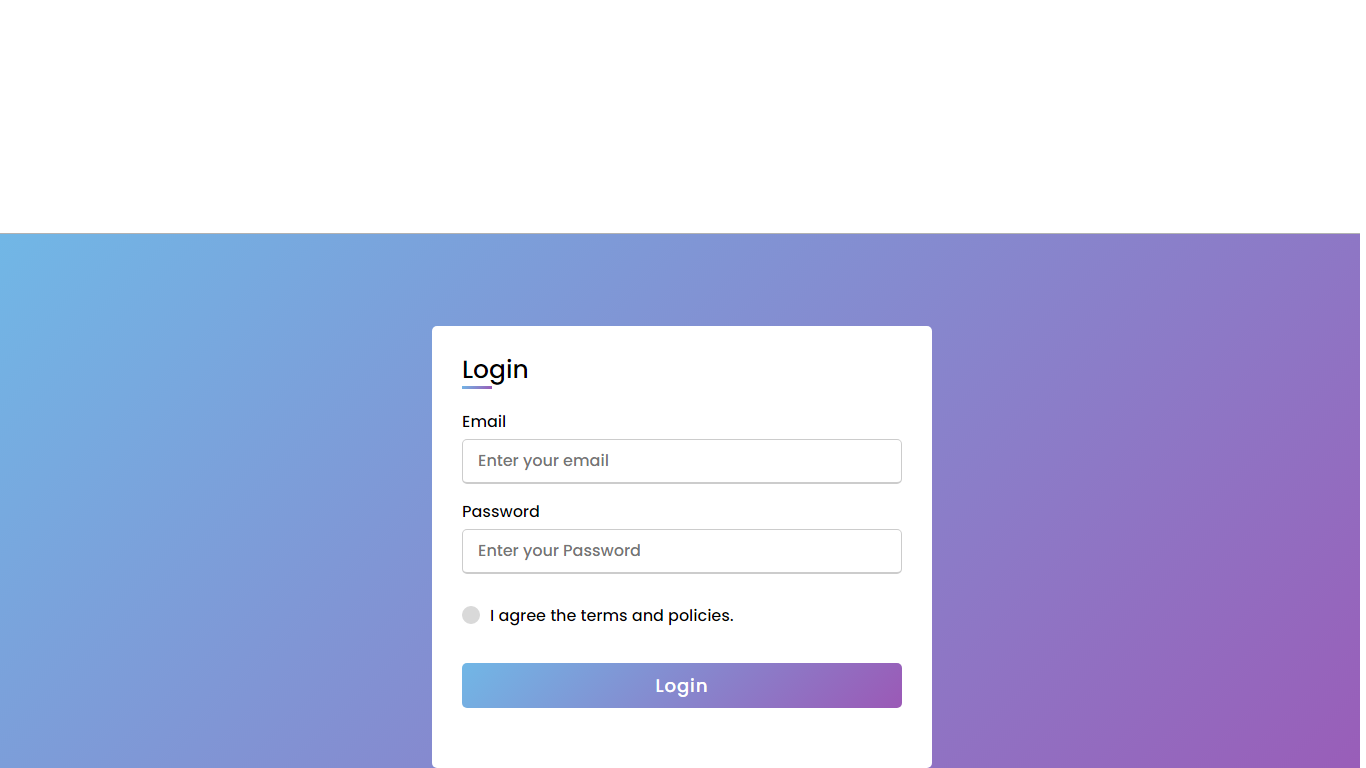 Login
Email
Enter your email
Password
Enter your Password
I agree the terms and policies.
Login